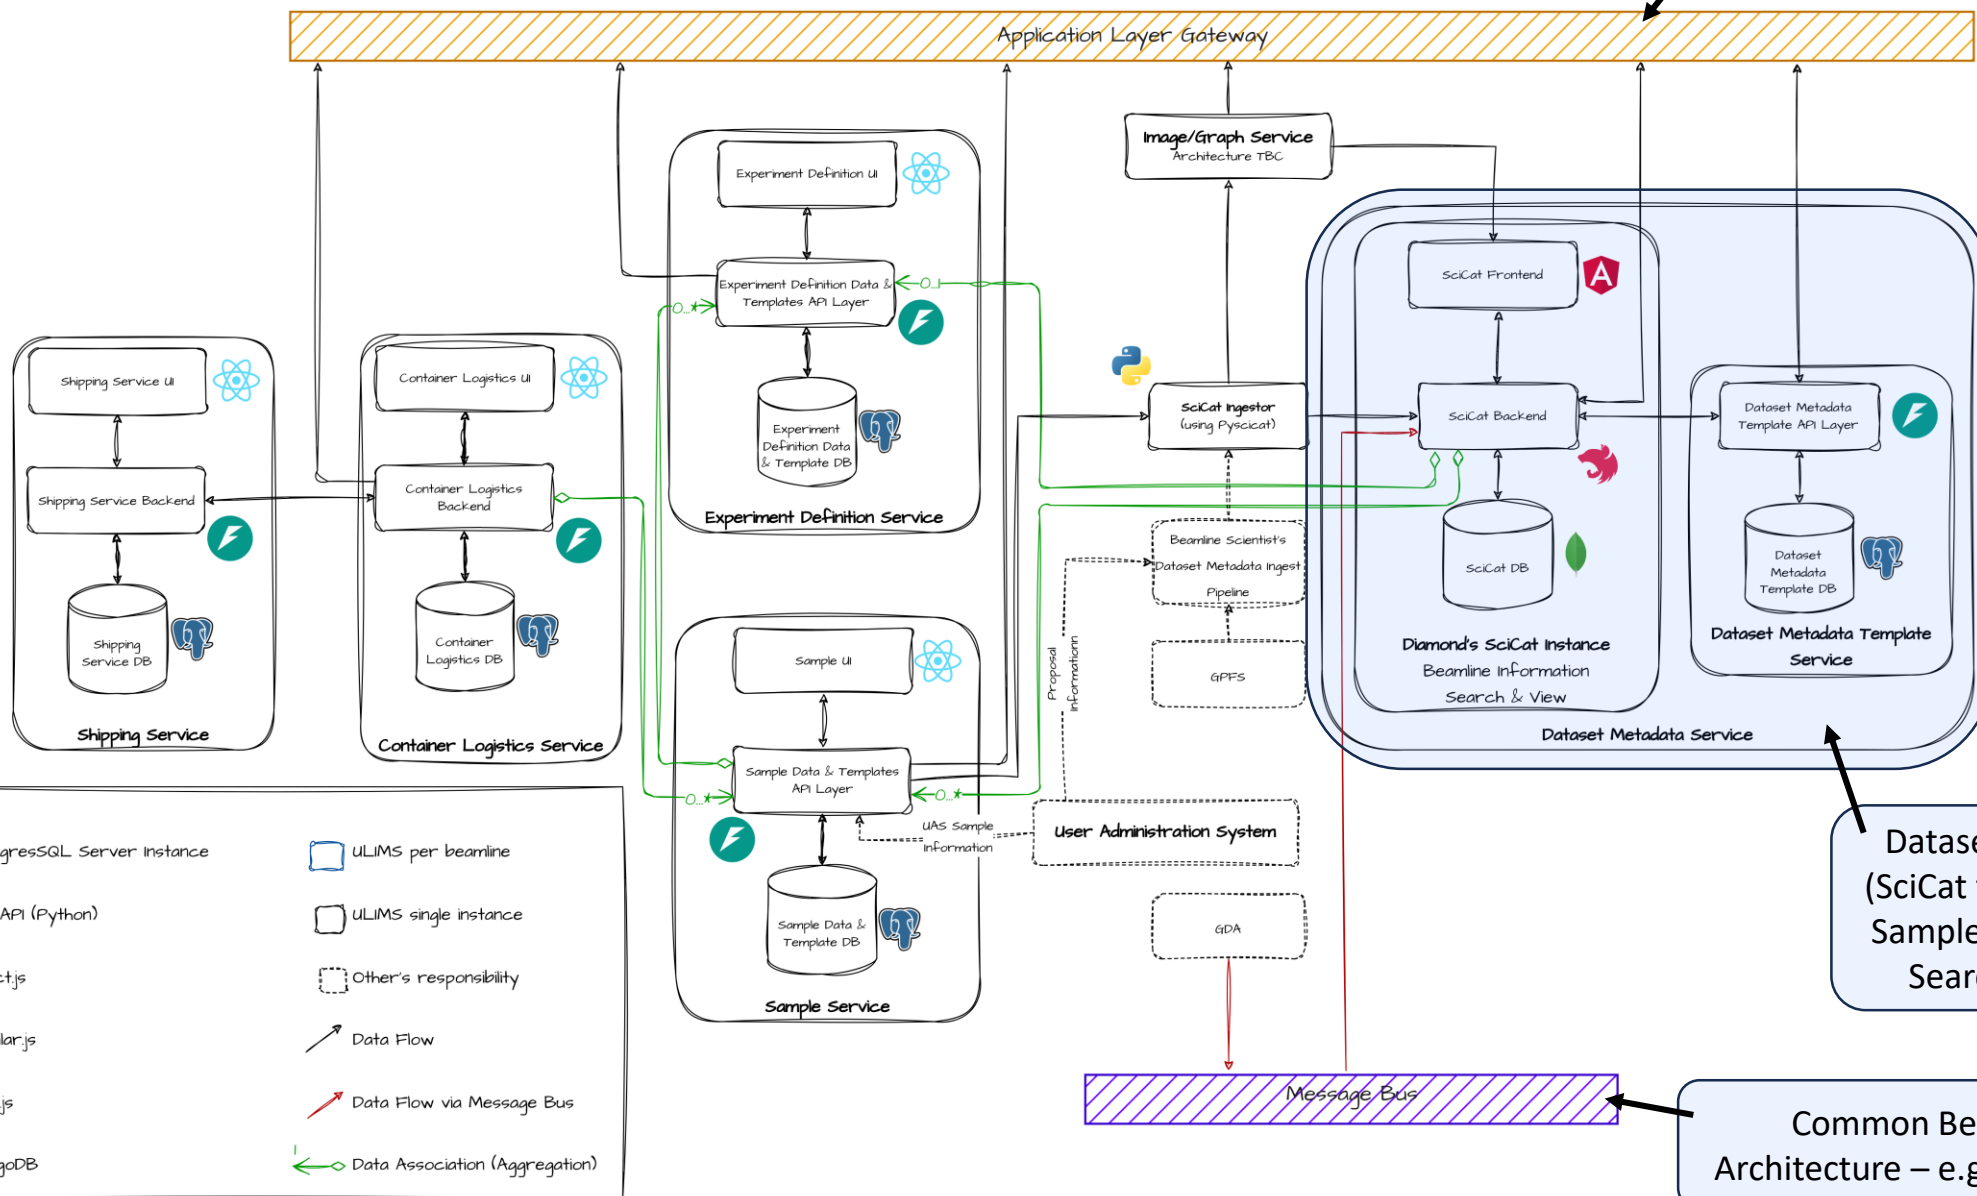 Application Layer Gateway
Image/Graph Service
Architecture TBC
Experiment Definition UI
Experiment Definition Data &
Templates API Layer
0...1
0...*
Experiment
Definition Data
& Template DB
Experiment Definition Service
Shipping Service UI
Shipping Service Backend
Shipping
Service DB
Shipping Service
Container Logistics UI
Container Logistics
Backend
Container
Logistics DB
Container Logistics Service
SciCat Ingestor
(using Pyscicat)
Beamline Scientist's
Dataset Metadata Ingest
Pipeline
GPFS
Proposal
Informationn
SciCat Frontend
SciCat Backend
SciCat DB
Diamond's SciCat Instance
Beamline Information
Search & View
Dataset Metadata
Template API Layer
Dataset
Metadata
Template DB
Dataset Metadata Template
Service
Dataset Metadata Service
Sample UI
Sample Data & Templates
API Layer
0...*
0...*
Sample Data &
Template DB
Sample Service
UAS Sample
Information
User Administration System
GDA
Message Bus
gresSQL Server Instance
API (Python)
ct.js
lar.js
.js
goDB
ULIMS per beamline
ULIMS single instance
Other's responsibility
Data Flow
Data Flow via Message Bus
1
Data Association (Aggregation)
Datase
(SciCat
Sample
Sear
Common Be
Architecture – e.g